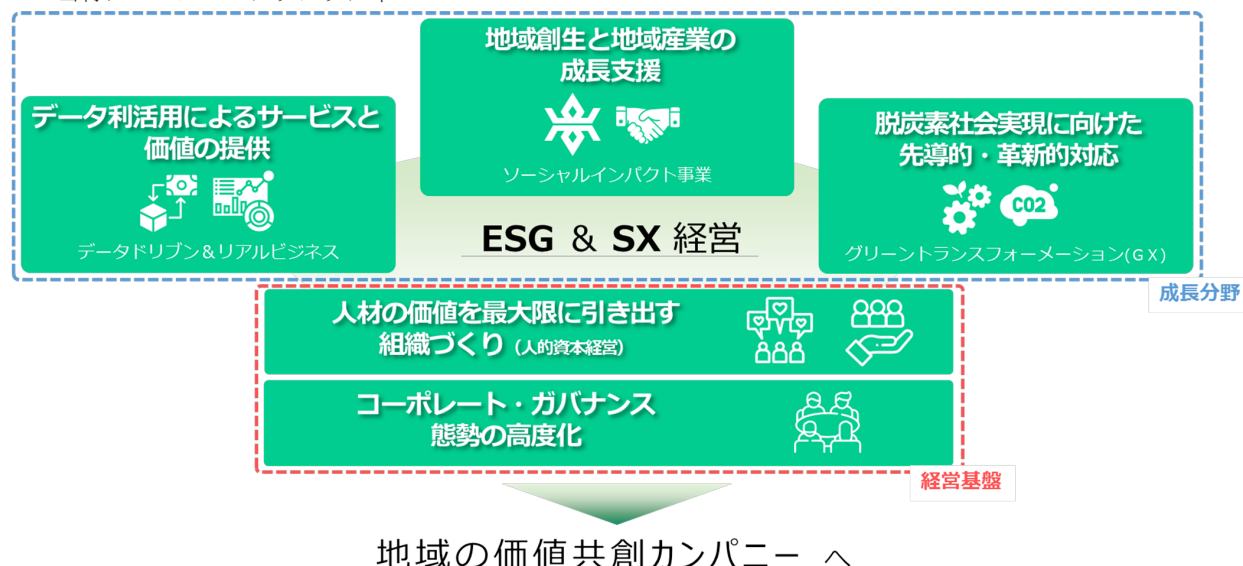 地域創生と地域産業の
成長支援
ソーシャルインパクト事業
データ利活用によるサービスと
価値の提供
データドリブン＆リアルビジネス
脱炭素社会実現に向けた
先導的・革新的対応
CO2
グリーントランスフォーメーション(GX)
ESG & SX 経営
成長分野
人材の価値を最大限に引き出す
組織づくり（人的資本経営）
コーポレート・ガバナンス
態勢の高度化
経営基盤
地域の価値共創カンパニー へ